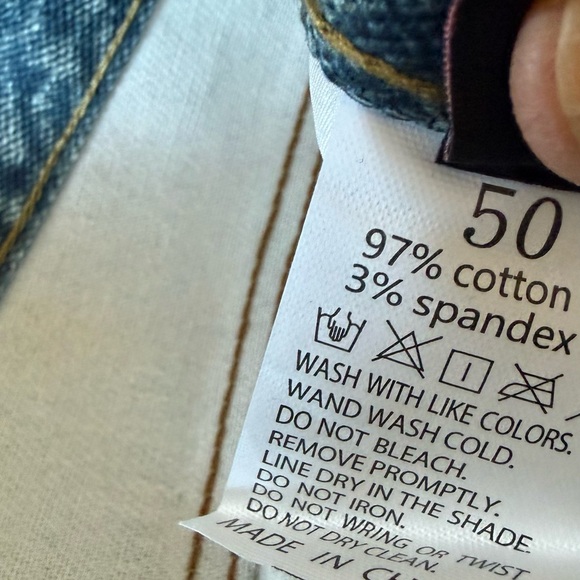 50
97% cotton
3% spandex
WASH WITH LIKE COLORS.
WAND WASH COLD.
DO NOT BLEACH.
REMOVE PROMPTLY.
LINE DRY IN THE SHADE
DO NOT IRON.
DO NOT WRING OR TWIST
DO NOT DRY CLEAN.
MADE IN